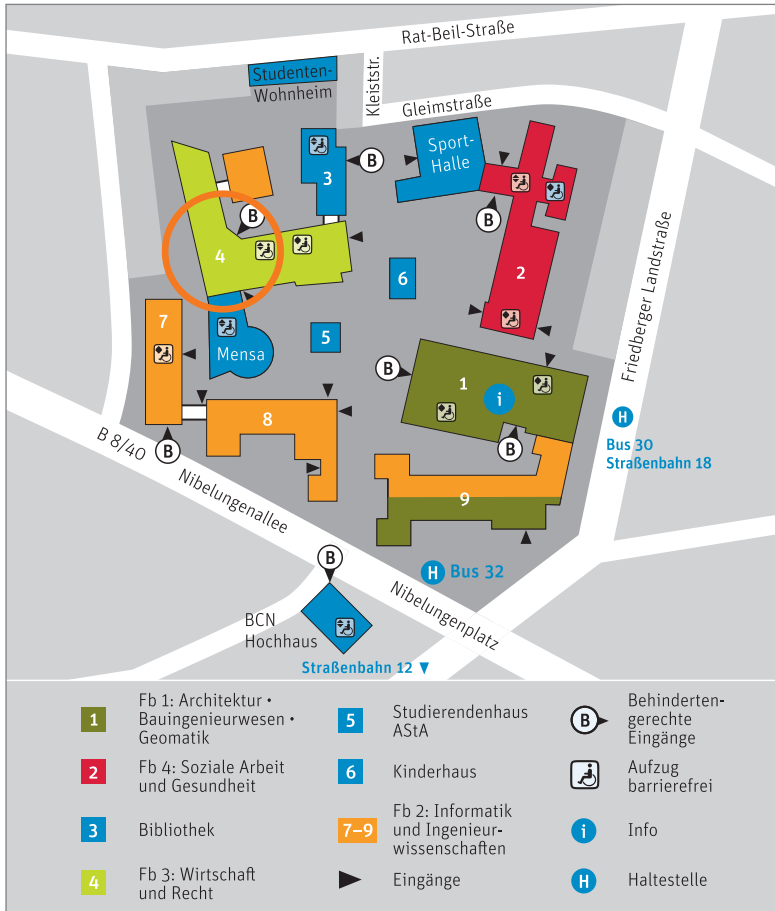 Rat-Beil-Straße
Studenten-
Wohnheim
Kleiststr.
Gleimstraße
Sport-
Halle
3
B
B
B
4
6
2
Friedberger Landstraße
7
Mensa
5
B
1
i
H
Bus 30
Straßenbahn 18
8
B
B
B 8/40
Nibelungenallee
9
B
H Bus 32
Nibelungenplatz
BCN
Hochhaus
Straßenbahn 12
1
Fb 1: Architektur •
Bauingenieurwesen •
Geomatik
2
Fb 4: Soziale Arbeit
und Gesundheit
3
Bibliothek
4
Fb 3: Wirtschaft
und Recht
5
Studierendenhaus
AStA
6
Kinderhaus
7–9
Fb 2: Informatik
und Ingenieur-
wissenschaften
Eingänge
B
Behinderten-
gerechte
Eingänge
Aufzug
barrierefrei
i
Info
H
Haltestelle